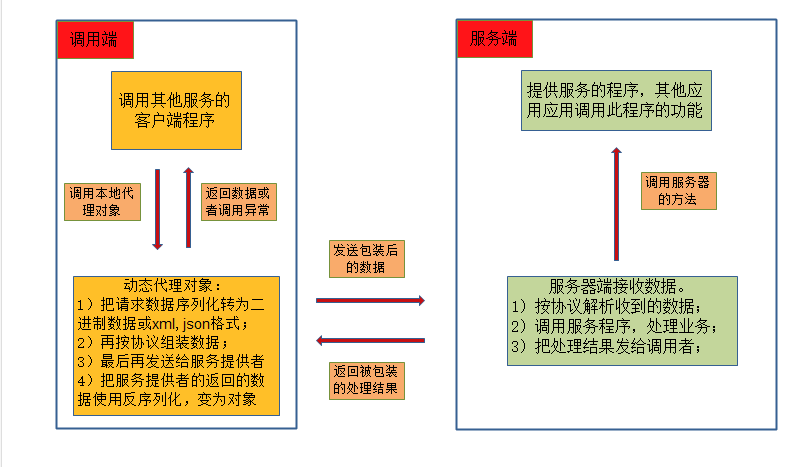 调用端
调用其他服务的
客户端程序
调用本地代
理对象
返回数据或
者调用异常
动态代理对象：
1）把请求数据序列化转为二
进制数据或xml, json格式；
2）再按协议组装数据；
3）最后再发送给服务提供者
4）把服务提供者的返回的数
据使用反序列化，变为对象
发送包装后
的数据
返回被包装
的处理结果
服务端
提供服务的程序，其他应
用应用调用此程序的功能
调用服务器
的方法
服务器端接收数据。
1）按协议解析收到的数据；
2）调用服务程序，处理业务；
3）把处理结果发给调用者；